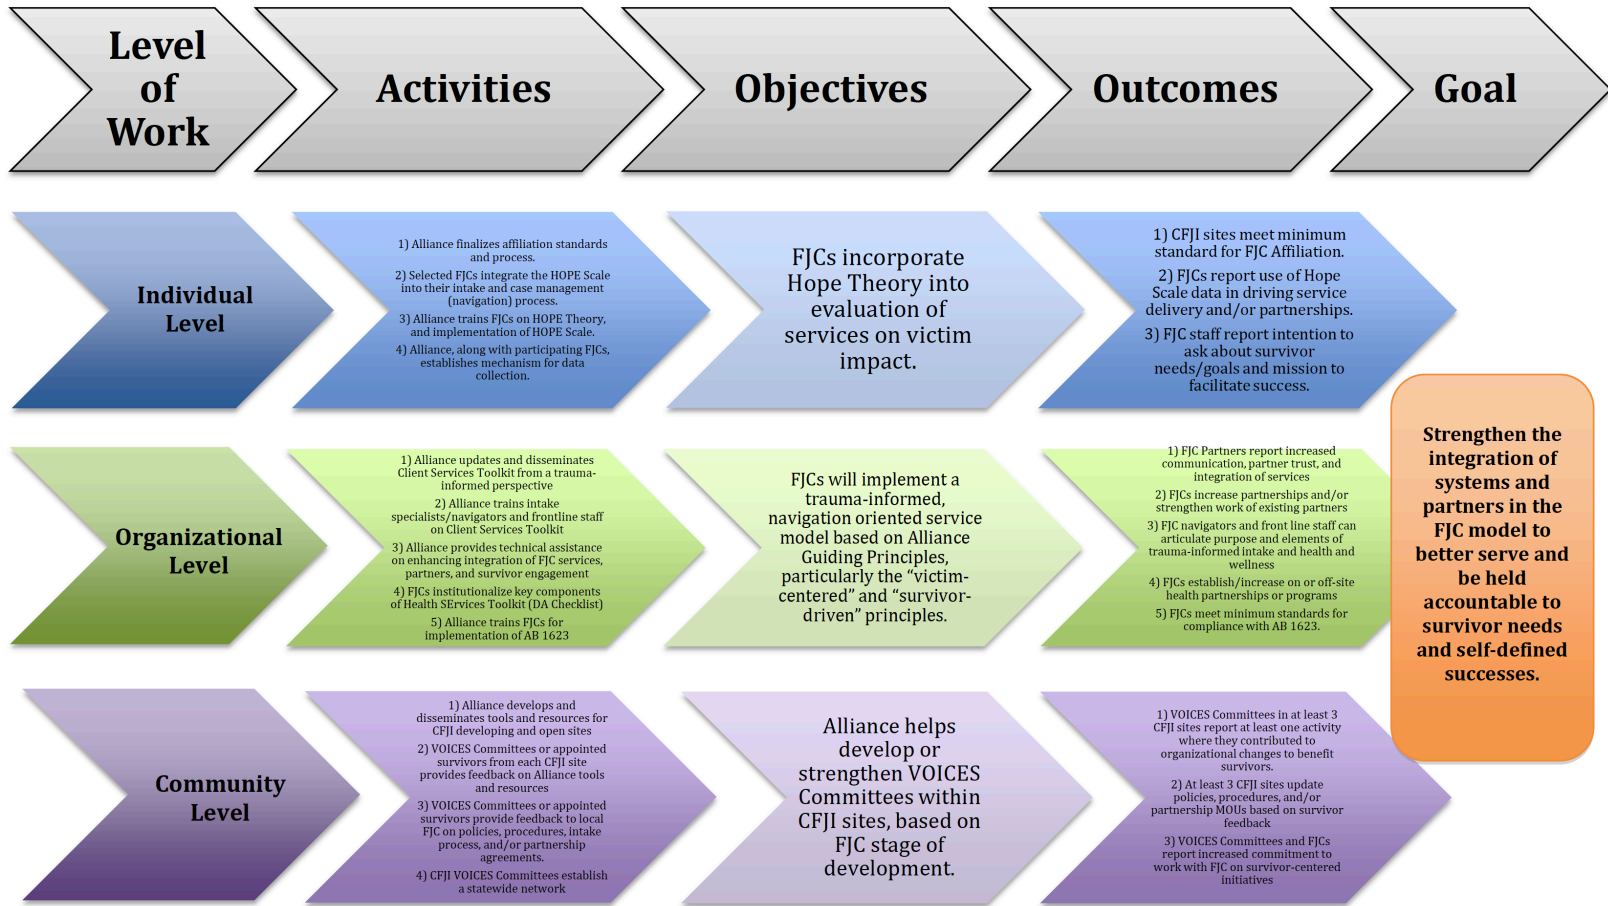 Level
of
Work
Activities
Objectives
Outcomes
Goal
Individual
Level
1) Alliance finalizes affiliation standards
and process.
2) Selected FJCs integrate the HOPE Scale
into their intake and case management
(navigation) process.
3) Alliance trains FJCs on HOPE Theory,
and implementation of HOPE Scale.
4) Alliance, along with participating FJCs,
establishes mechanism for data
collection.
FJCs incorporate
Hope Theory into
evaluation of
services on victim
impact.
1) CFJI sites meet minimum
standard for FJC Affiliation.
2) FJCs report use of Hope
Scale data in driving service
delivery and/or partnerships.
3) FJC staff report intention to
ask about survivor
needs/goals and mission to
facilitate success.
Organizational
Level
1) Alliance updates and disseminates
Client Services Toolkit from a trauma-
informed perspective
2) Alliance trains intake
specialists/navigators and frontline staff
on Client Services Toolkit
3) Alliance provides technical assistance
on enhancing integration of FJC services,
partners, and survivor engagement
4) FJCs institutionalize key components
of Health SErvices Toolkit (DA Checklist)
5) Alliance trains FJCs for
implementation of AB 1623
FJCs will implement a
trauma-informed,
navigation oriented service
model based on Alliance
Guiding Principles,
particularly the “victim-
centered” and “survivor-
driven” principles.
1) FJC Partners report increased
communication, partner trust, and
integration of services
2) FJCs increase partnerships and/or
strengthen work of existing partners
3) FJC navigators and front line staff can
articulate purpose and elements of
trauma-informed intake and health and
wellness
4) FJCs establish/increase on or off-site
health partnerships or programs
5) FJCs meet minimum standards for
compliance with AB 1623.
Strengthen the
integration of
systems and
partners in the
FJC model to
better serve and
be held
accountable to
survivor needs
and self-defined
successes.
Community
Level
1) Alliance develops and
disseminates tools and resources for
CFJI developing and open sites
2) VOICES Committees or appointed
survivors from each CFJI site
provides feedback on Alliance tools
and resources
3) VOICES Committees or appointed
survivors provide feedback to local
FJC on policies, procedures, intake
process, and/or partnership
agreements.
4) CFJI VOICES Committees establish
a statewide network
Alliance helps
develop or
strengthen VOICES
Committees within
CFJI sites, based on
FJC stage of
development.
1) VOICES Committees in at least 3
CFJI sites report at least one activity
where they contributed to
organizational changes to benefit
survivors.
2) At least 3 CFJI sites update
policies, procedures, and/or
partnership MOUs based on survivor
feedback
3) VOICES Committees and FJCs
report increased commitment to
work with FJC on survivor-centered
initiatives